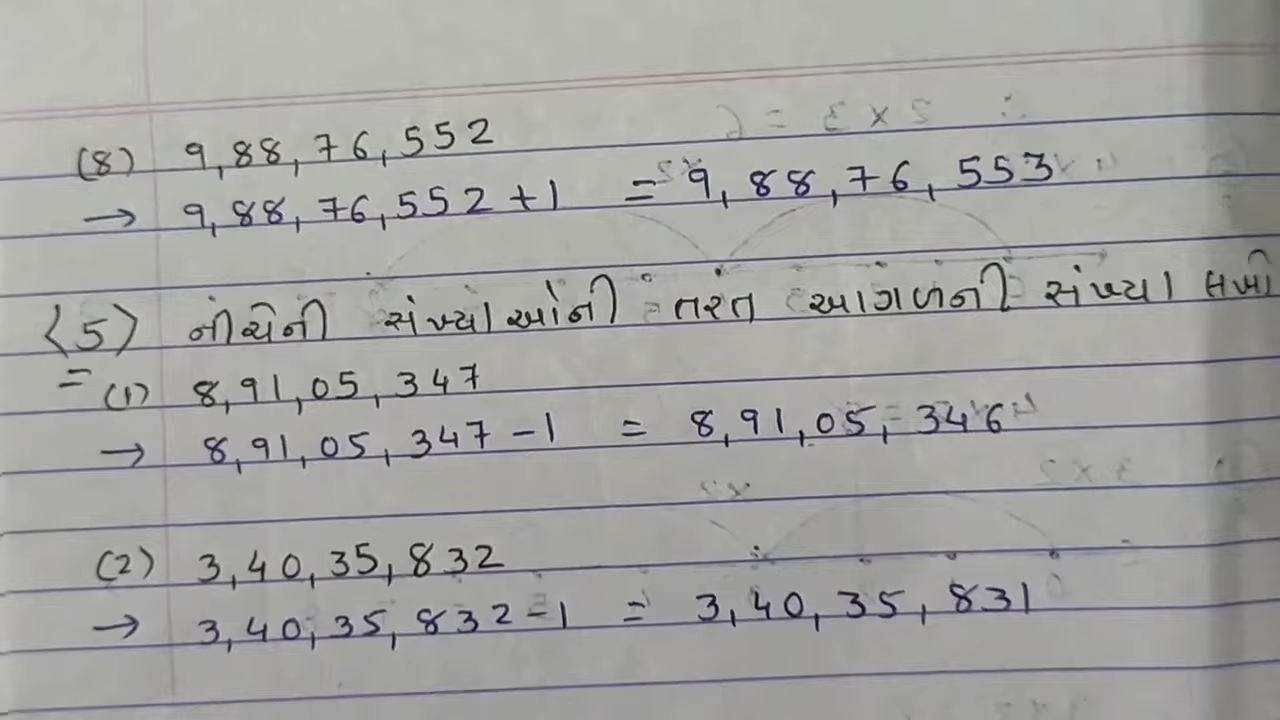 (8) 9,88,76,552
→ 9,88,76,552 + 1 = 9,88,76,553
<5> નીચેની સંખ્યાઓની તરત આગળની સંખ્યા લખો
= (1) 8,91,05,347
→ 8,91,05,347 - 1 = 8,91,05,346
(2) 3,40,35,832
→ 3,40,35,832 - 1 = 3,40,35,831